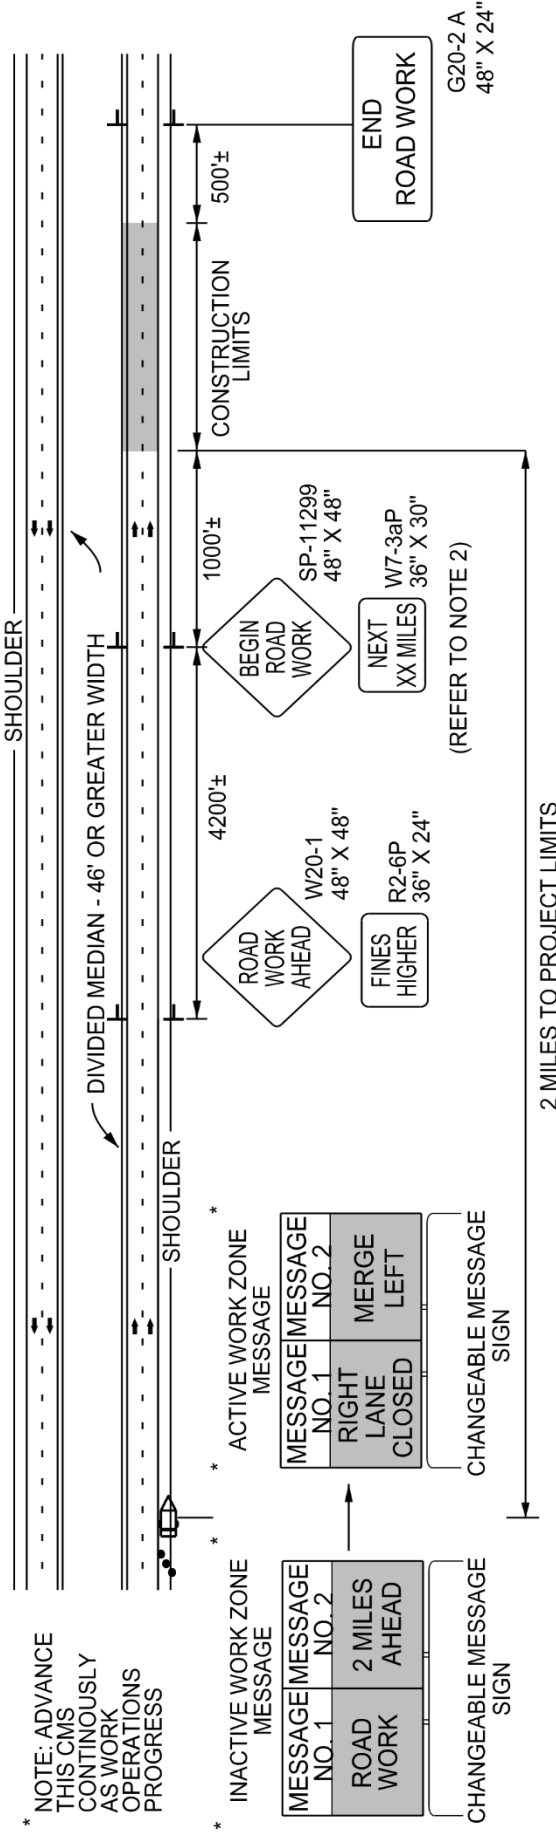 SHOULDER
DIVIDED MEDIAN - 46' OR GREATER WIDTH
SHOULDER
*
NOTE: ADVANCE
THIS CMS
CONTINOUSLY
AS WORK
OPERATIONS
PROGRESS
*
*
INACTIVE WORK ZONE
MESSAGE
MESSAGE
NO. 1
MESSAGE
NO. 2
ROAD
WORK
2 MILES
AHEAD
CHANGEABLE MESSAGE
SIGN
*
*
ACTIVE WORK ZONE
MESSAGE
MESSAGE
NO. 1
MESSAGE
NO. 2
RIGHT
LANE
CLOSED
MERGE
LEFT
CHANGEABLE MESSAGE
SIGN
4200'±
1000'±
CONSTRUCTION
LIMITS
500'±
ROAD
WORK
AHEAD
W20-1
48" X 48"
FINES
HIGHER
R2-6P
36" X 24"
BEGIN
ROAD
WORK
SP-11299
48" X 48"
NEXT
XX MILES
W7-3aP
36" X 30"
(REFER TO NOTE 2)
END
ROAD WORK
G20-2 A
48" X 24"
2 MILES TO PROJECT LIMITS